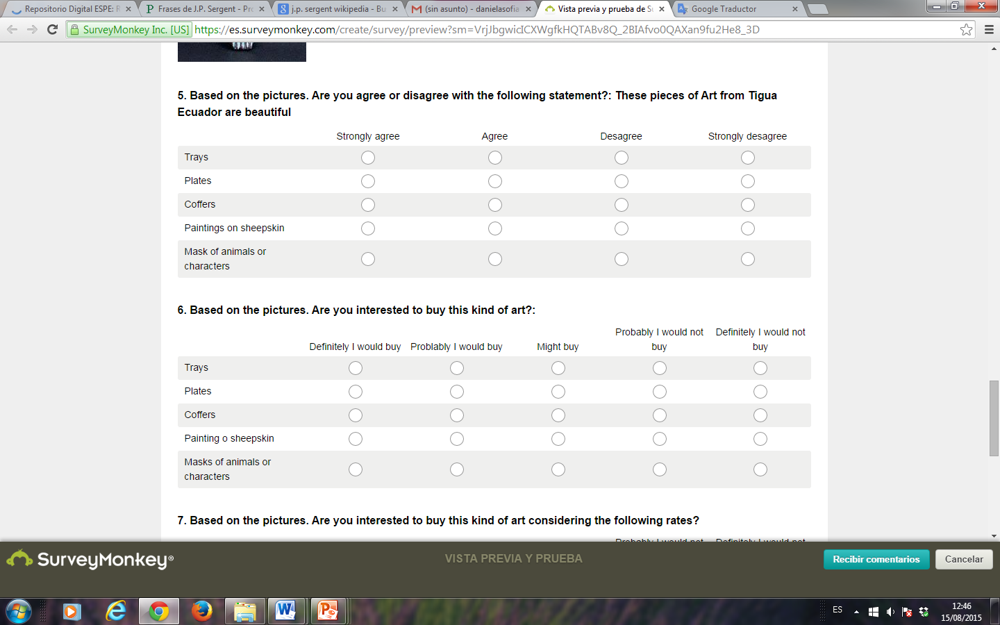 Repositorio Digital ESPE: R
Frases de J.P. Sergent - Pro
j.p. sergent wikipedia - Bu
(sin asunto) - danielasofia
Vista previa y prueba de Su
Google Traductor
SurveyMonkey Inc. [US] https://es.surveymonkey.com/create/survey/preview?sm=VrjJbgwicICXWgfkHQTABv8Q_2BIAfvo0QAXan9fu2He8_3D
5. Based on the pictures. Are you agree or disagree with the following statement?: These pieces of Art from Tigua
Ecuador are beautiful
Strongly agree Agree Desagree Strongly desagree
Trays
Plates
Coffers
Paintings on sheepskin
Mask of animals or
characters
6. Based on the pictures. Are you interested to buy this kind of art?:
Definitely I would buy Problably I would buy Might buy Probably I would not buy Definitely I would not buy
Trays
Plates
Coffers
Painting o sheepskin
Masks of animals or
characters
7. Based on the pictures. Are you interested to buy this kind of art considering the following rates?
Probably I would not Definitely I would not
SurveyMonkey®
VISTA PREVIA Y PRUEBA
Recibir comentarios
Cancelar
ES
12:46
15/08/2015